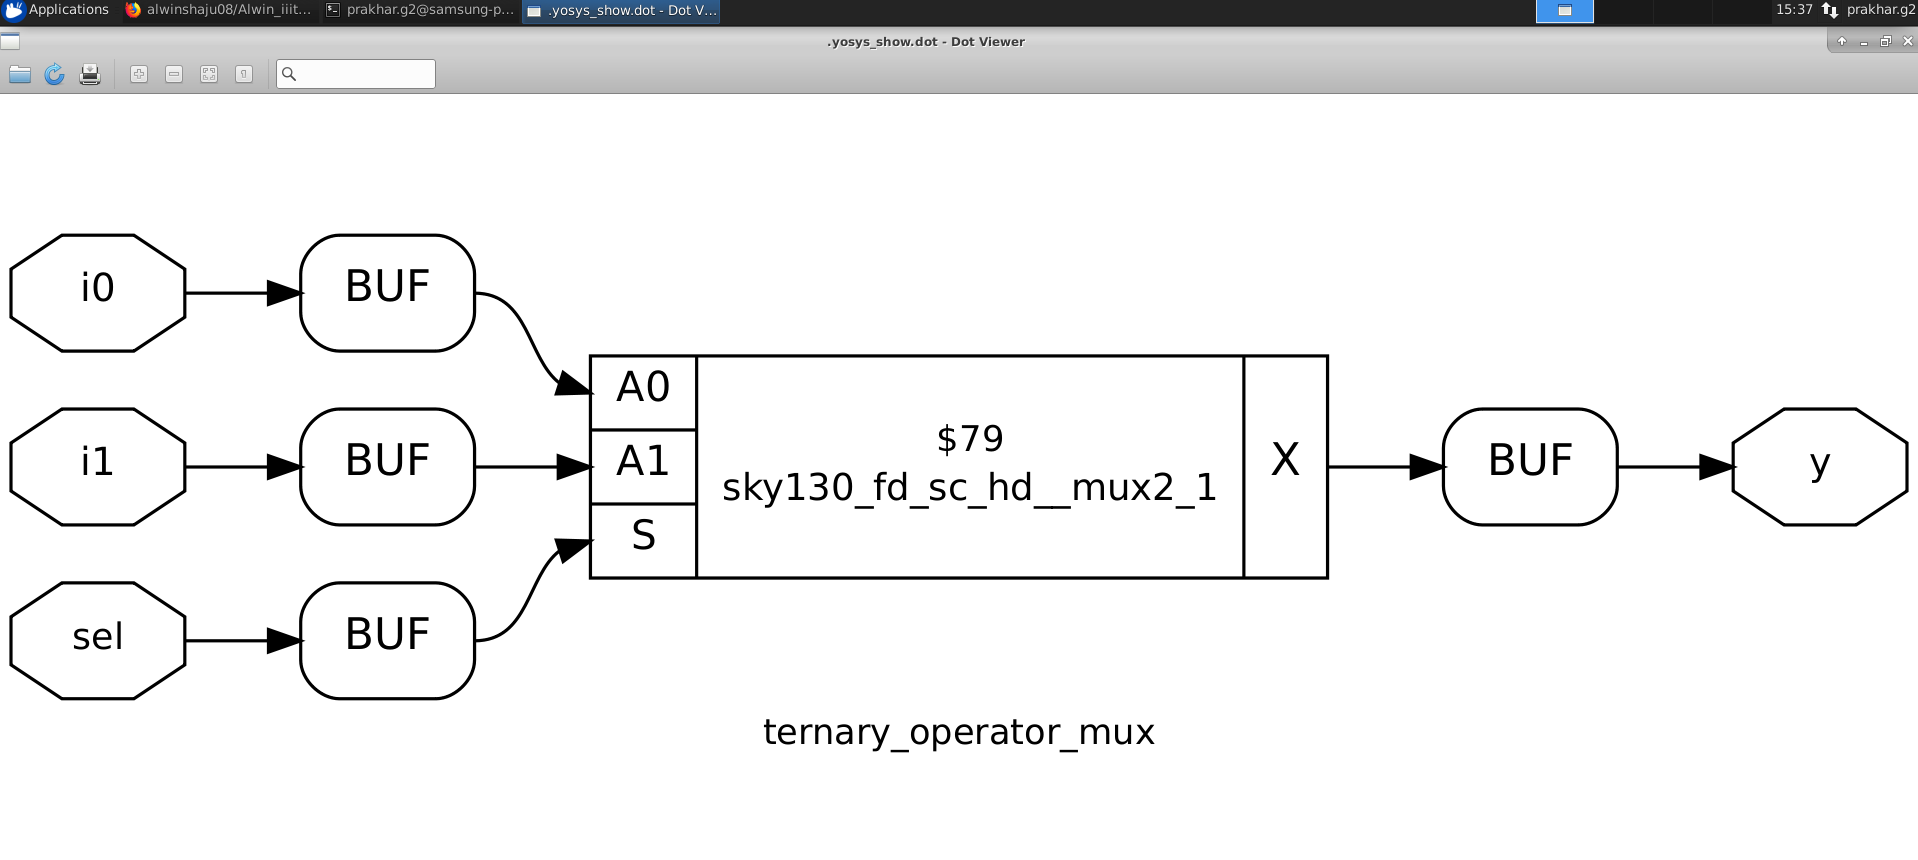 Applications
alwinshaju08/Alwin_iiit...
prakhar.g2@samsung-p...
.yosys_show.dot - Dot V...
15:37
prakhar.g2
.yosys_show.dot - Dot Viewer
i0
BUF
i1
BUF
sel
BUF
A0
A1
S
$79
sky130_fd_sc_hd__mux2_1
X
BUF
y
ternary_operator_mux